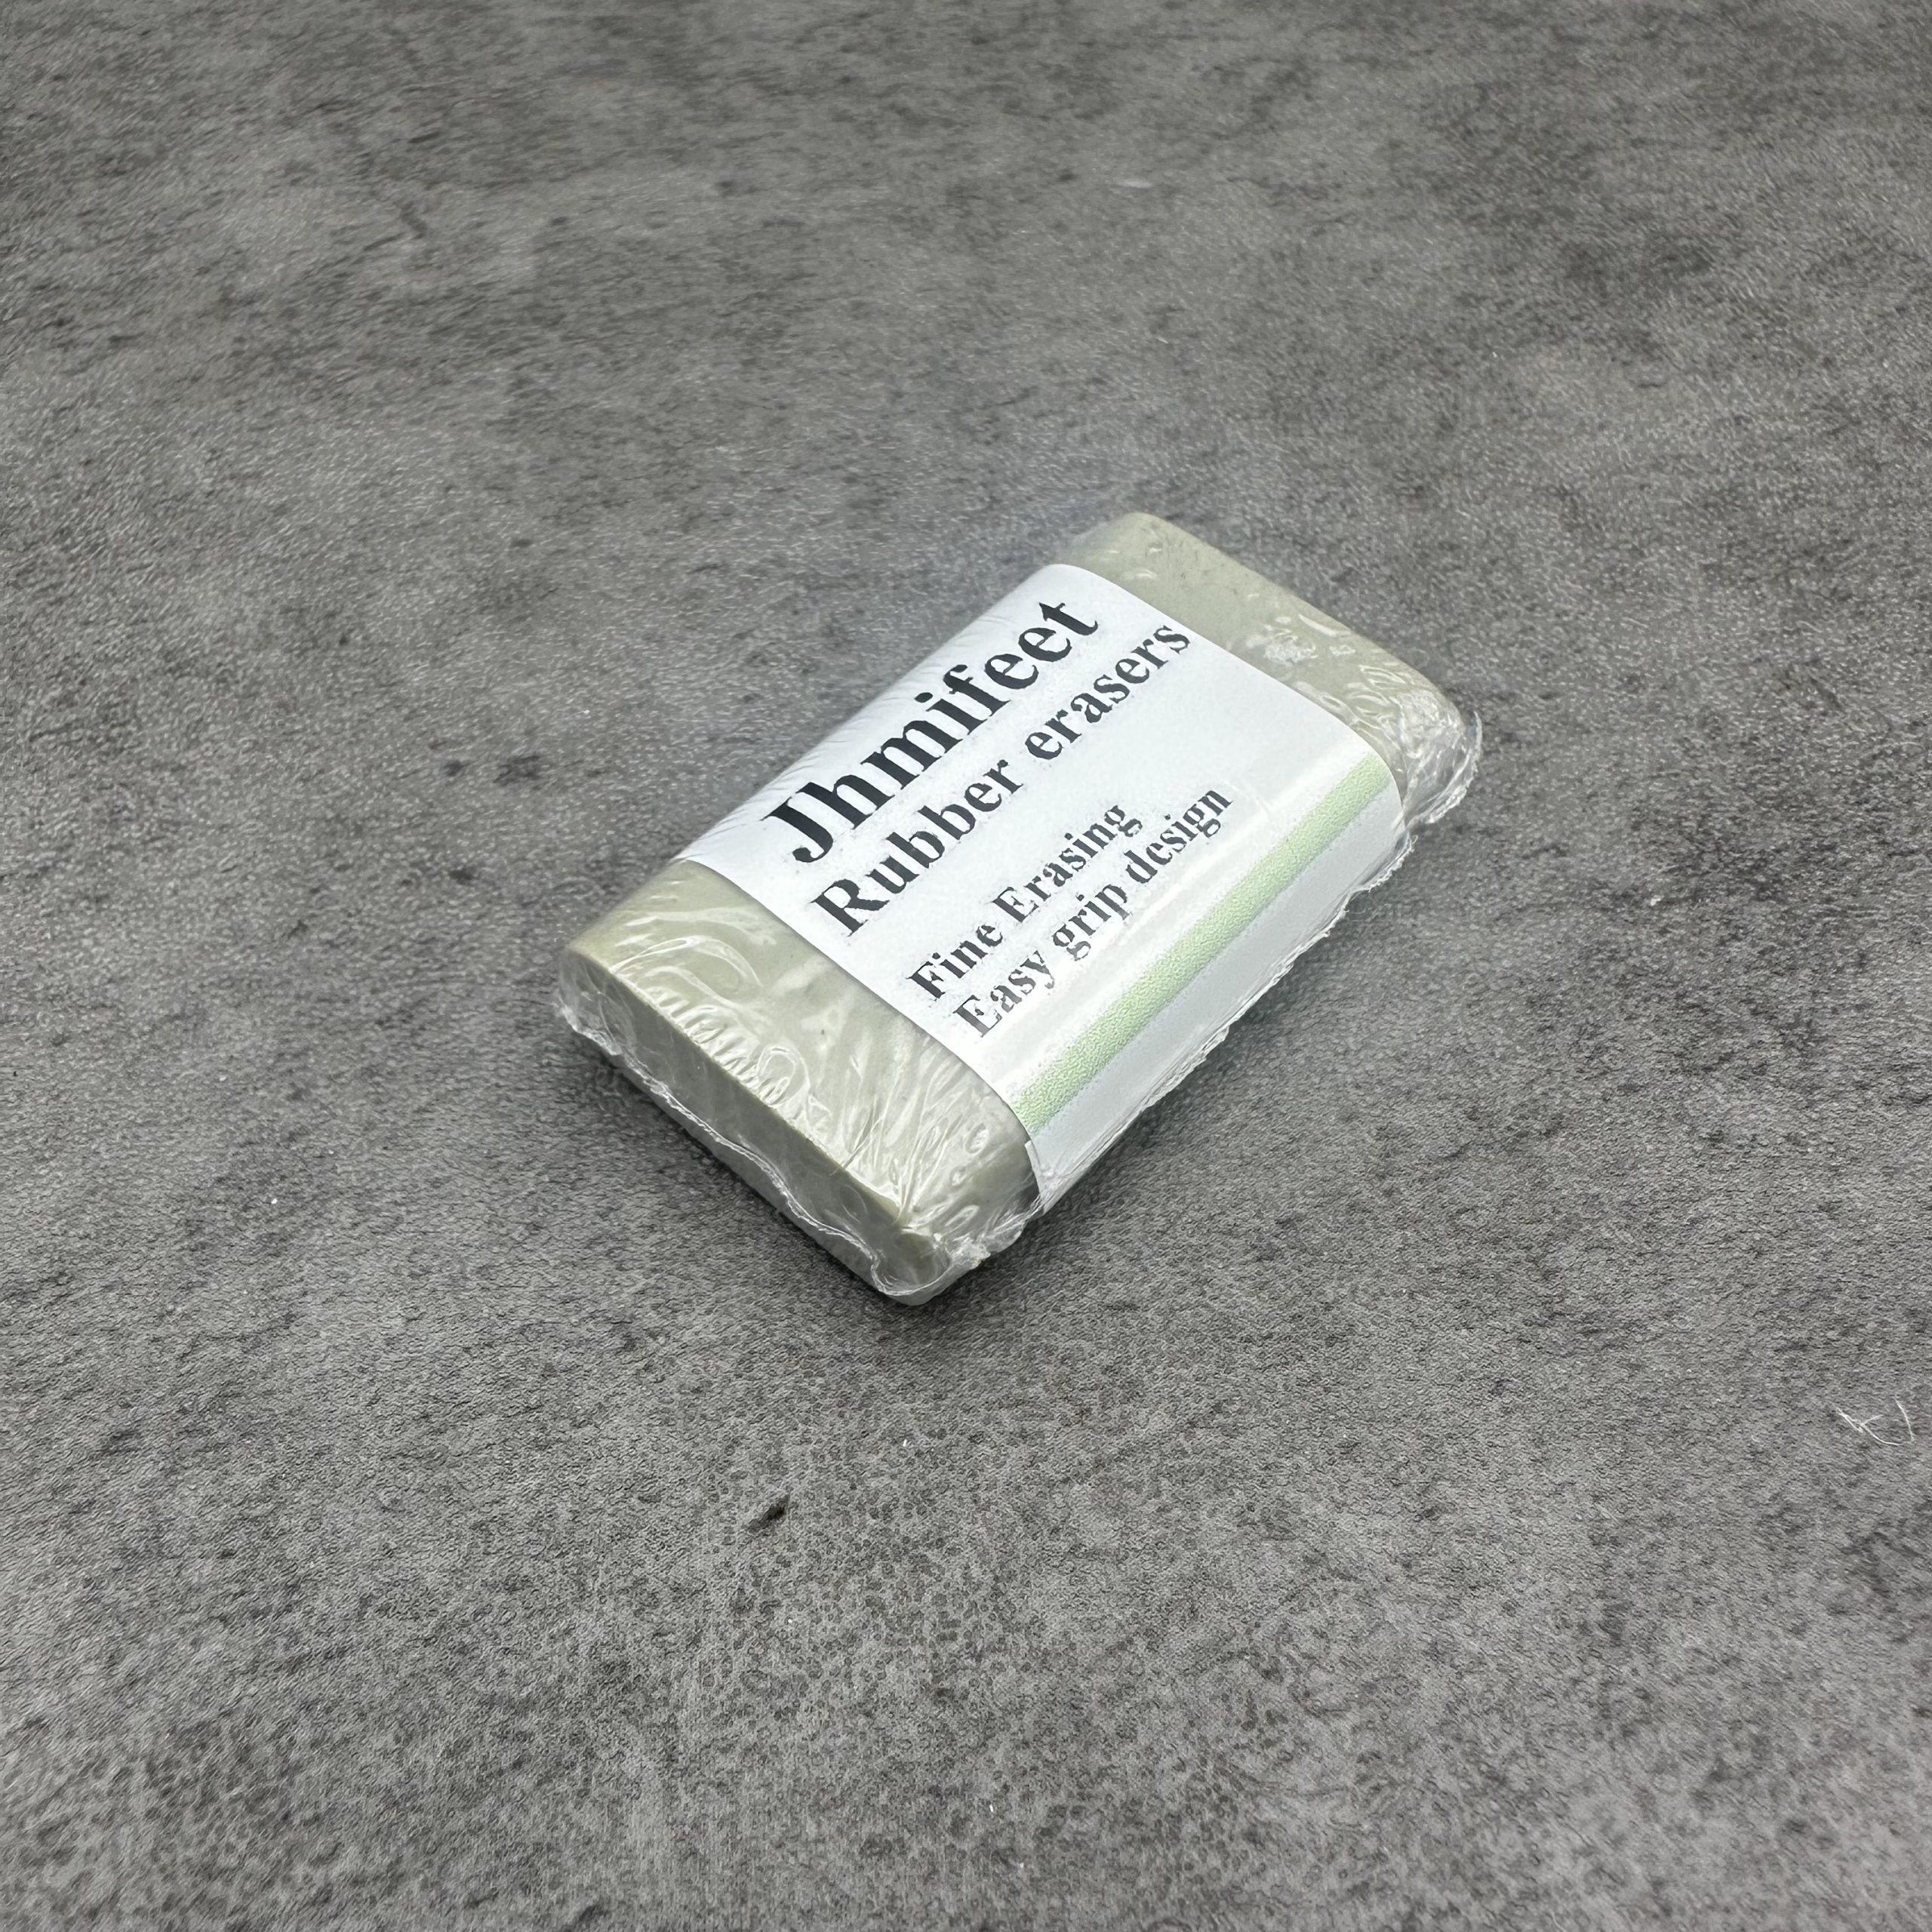 Jhmifeet
Rubber erasers
Fine Erasing
Easy grip design